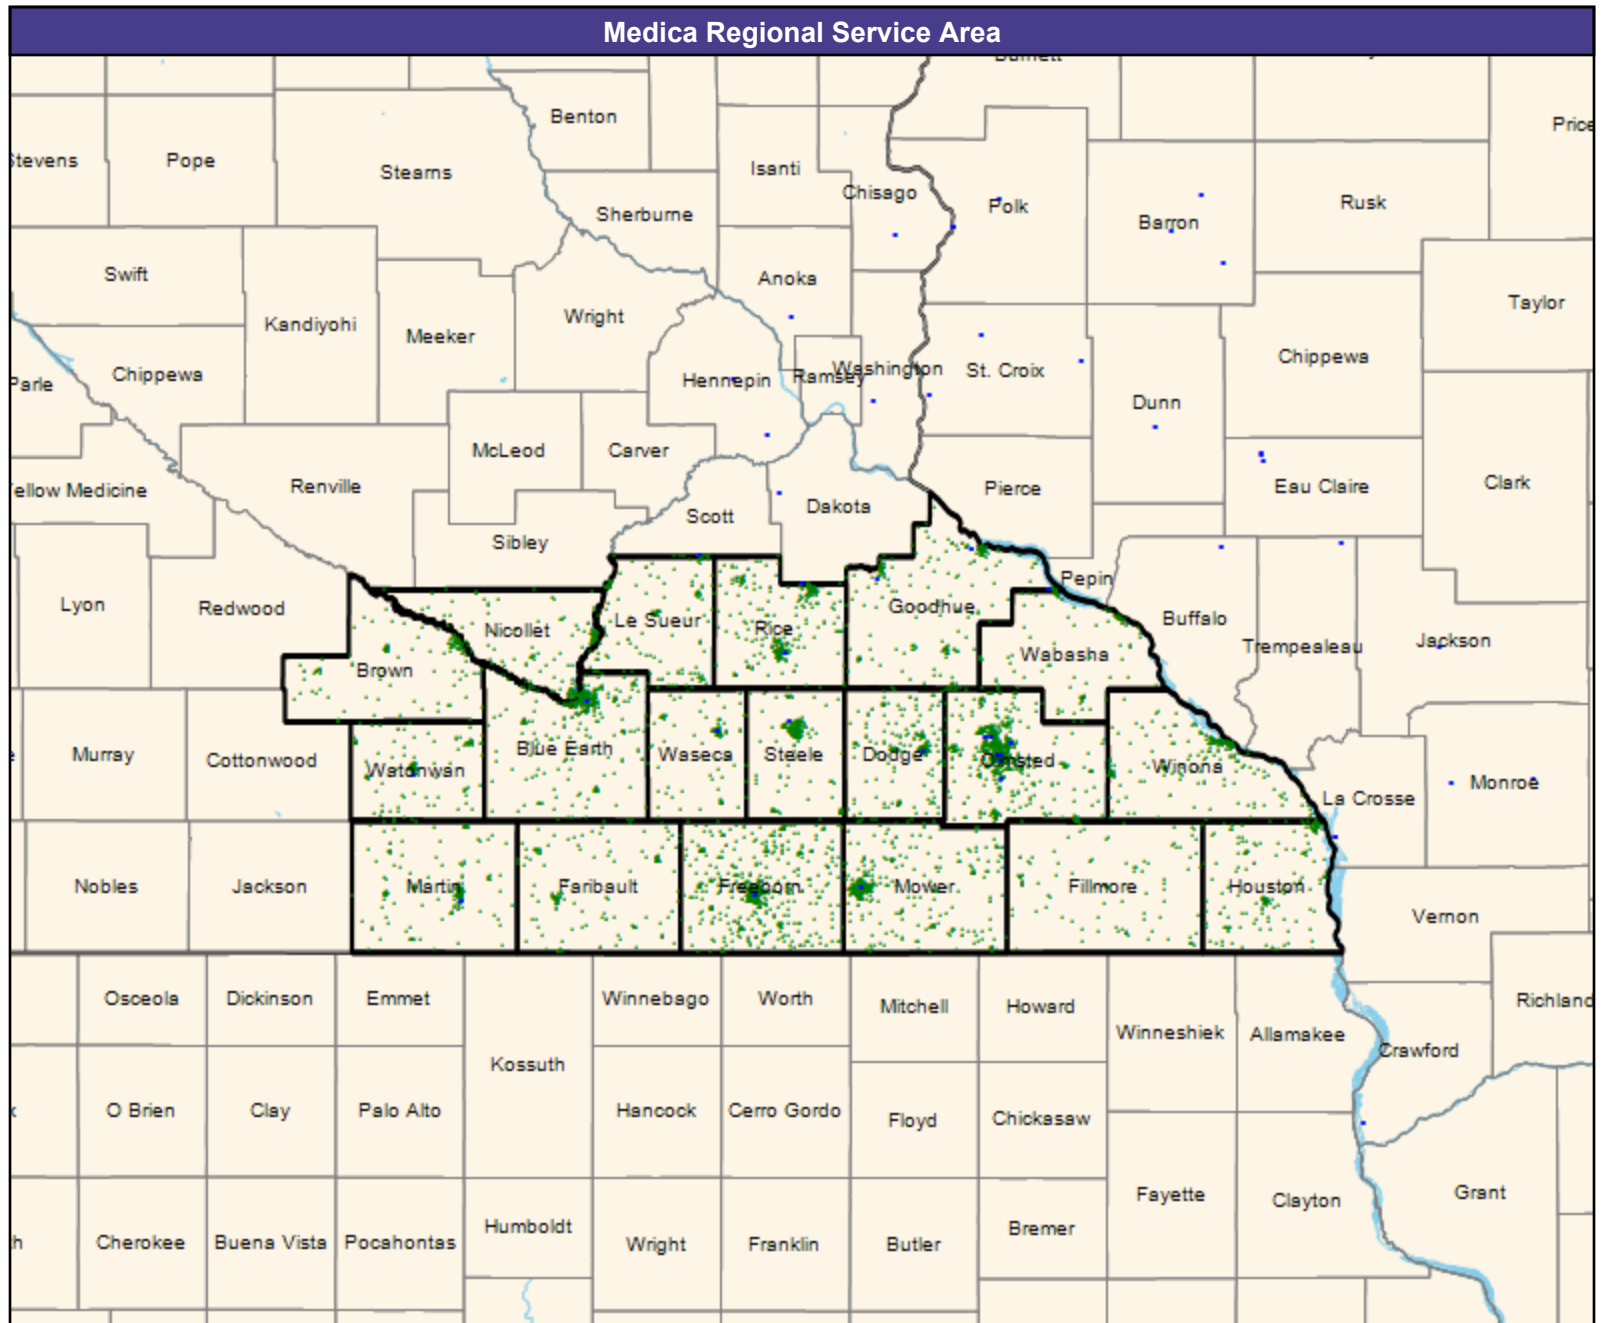 Medica Regional Service Area
Benton
Price
Stevens
Pope
Stearns
Isanti
Chisago
Polk
Barron
Rusk
Sherburne
Swift
Anoka
Taylor
Kandiyohi
Meeker
Wright
Chippewa
Chippewa
Parle
Hennepin
Ramsey
Washington
St. Croix
Dunn
McLeod
Carver
Renville
ellow Medicine
Pierce
Eau Claire
Clark
Scott
Dakota
Sibley
Pepin
Lyon
Redwood
Nicollet
Le Sueur
Rice
Goodhue
Buffalo
Trempealeau
Jackson
Brown
Wabasha
Murray
Cottonwood
Watonwan
Blue Earth
Waseca
Steele
Dodge
Olmsted
Winona
La Crosse
Monroe
Nobles
Jackson
Martin
Faribault
Freeborn
Mower
Fillmore
Houston
Vernon
Osceola
Dickinson
Emmet
Winnebago
Worth
Mitchell
Howard
Richland
Winneshiek
Allamakee
Crawford
Kossuth
O Brien
Clay
Palo Alto
Hancock
Cerro Gordo
Floyd
Chickasaw
Fayette
Clayton
Grant
Cherokee
Buena Vista
Pocahontas
Humboldt
Wright
Franklin
Butler
Bremer